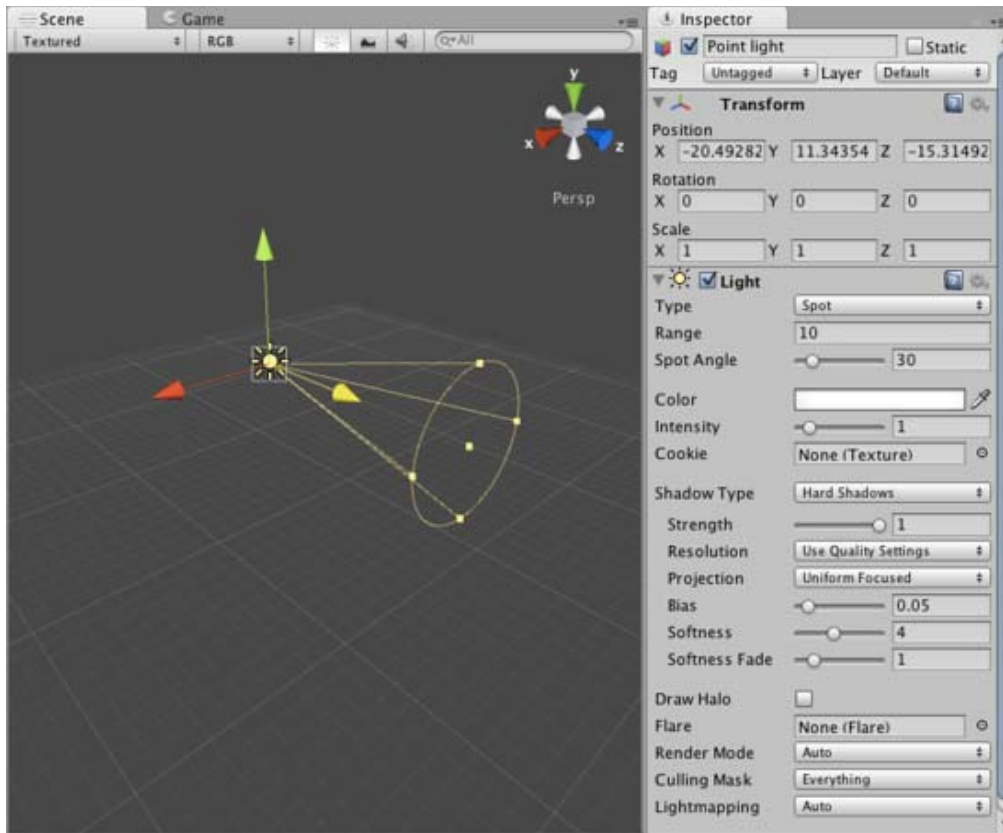 Scene Game
Textured RGB Q▾All
y
x z
Persp
Inspector
Point light Static
Tag Untagged Layer Default
Transform
Position
X -20.49282 Y 11.34354 Z -15.31492
Rotation
X 0 Y 0 Z 0
Scale
X 1 Y 1 Z 1
Light
Type Spot
Range 10
Spot Angle 30
Color
Intensity 1
Cookie None (Texture)
Shadow Type Hard Shadows
Strength 1
Resolution Use Quality Settings
Projection Uniform Focused
Bias 0.05
Softness 4
Softness Fade 1
Draw Halo
Flare None (Flare)
Render Mode Auto
Culling Mask Everything
Lightmapping Auto